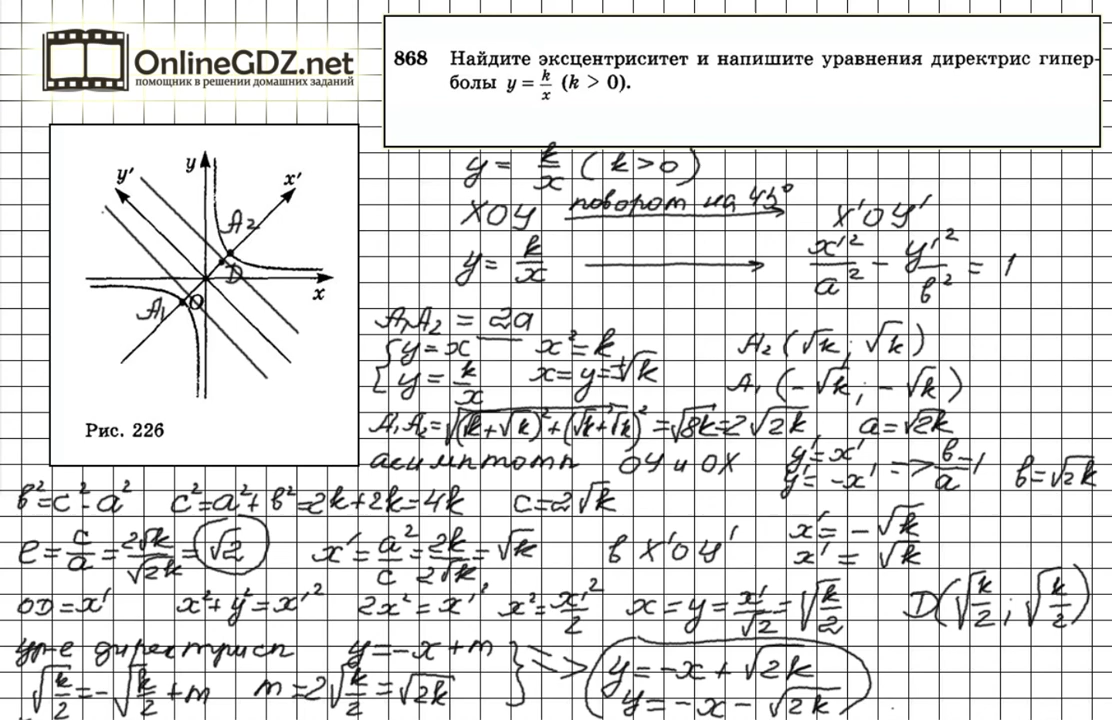 OnlineGDZ.net
помощник в решении домашних заданий
868 Найдите эксцентриситет и напишите уравнения директрис гипер-
болы y = k/x (k > 0).
y = k/x (k>0)
XOY поворот на 45° X'OY'
y = k/x → x'²/a² - y'²/b² = 1
y' y x'
A₂
D
A₁ O x
Рис. 226
A₁A₂ = 2a
{ y = x x² = k A₂ (√k; √k)
{ y = k/x x = y = ±√k A₁ (-√k; -√k)
A₁A₂ = √((√k+√k)² + (√k+√k)²) = √8k = 2√2k a = √2k
асимптоты OY и OX y' = x' y' = -x' => b/a = 1 b = √2k
b² = c² - a² c² = a² + b² = 2k + 2k = 4k c = 2√k
e = c/a = 2√k/√2k = √2 x' = a²/c = 2k/2√k = √k в X'OY' x' = -√k x' = √k
OD = x' x² + y² = x'² 2x² = x'² x² = x'²/2 x = y = x'/√2 = √(k/2) D(√(k/2); √(k/2))
ур-е директрисы y = -x + m
√(k/2) = -√(k/2) + m m = 2√(k/2) = √2k } => y = -x + √2k
y = -x - √2k